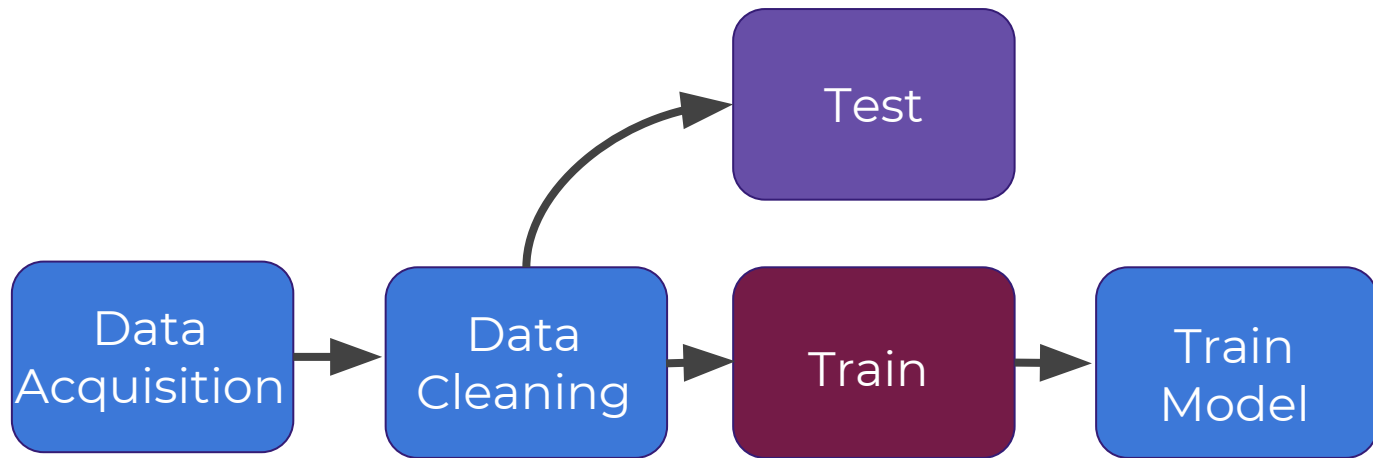 Test
Data
Acquisition
Data
Cleaning
Train
Train
Model